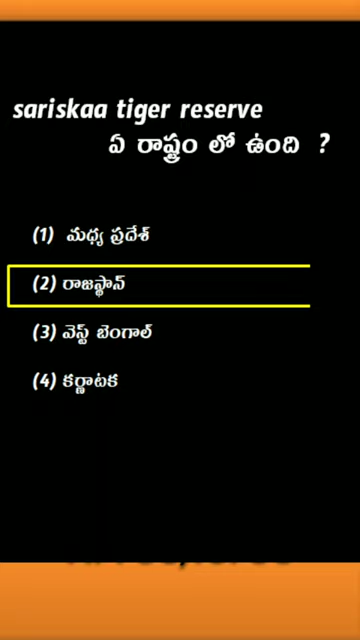 sariskaa tiger reserve
ఏ రాష్ట్రం లో ఉంది ?
(1) మధ్య ప్రదేశ్
(2) రాజస్థాన్
(3) వెస్ట్ బెంగాల్
(4) కర్ణాటక